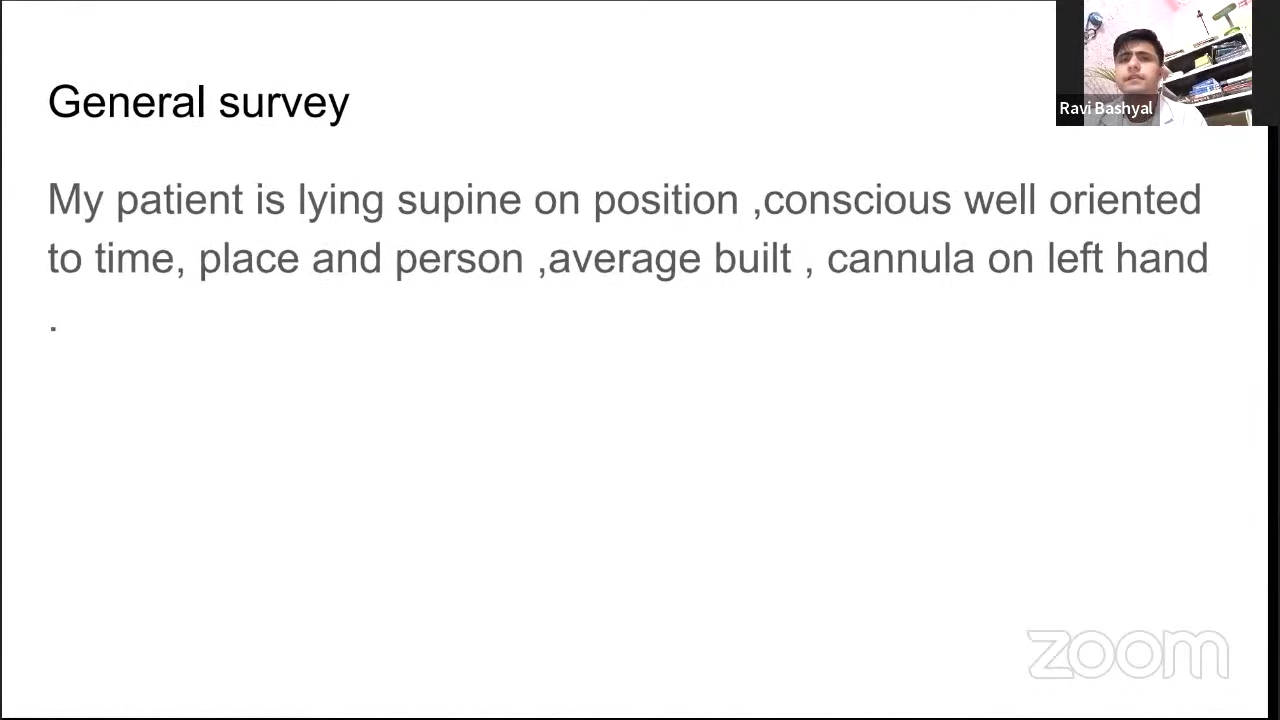 General survey
Ravi Bashyal
My patient is lying supine on position ,conscious well oriented
to time, place and person ,average built , cannula on left hand
.
zoom